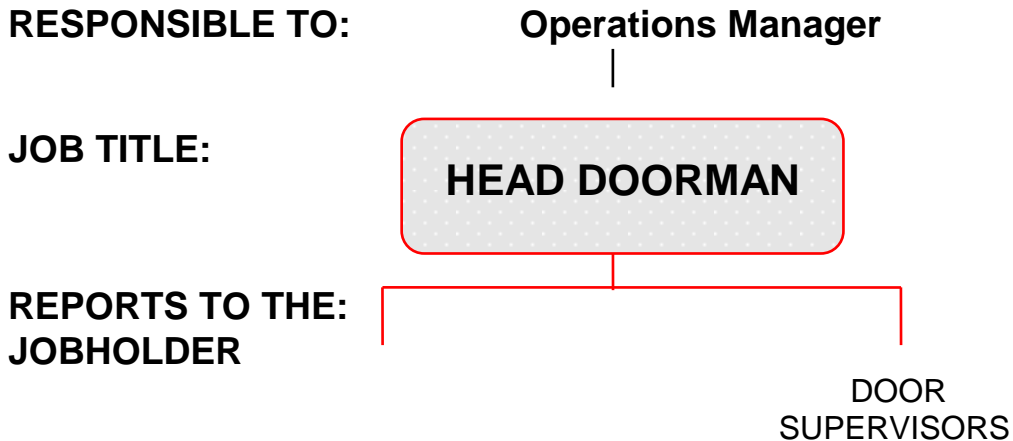 RESPONSIBLE TO: Operations Manager
JOB TITLE:
HEAD DOORMAN
REPORTS TO THE:
JOBHOLDER
DOOR
SUPERVISORS